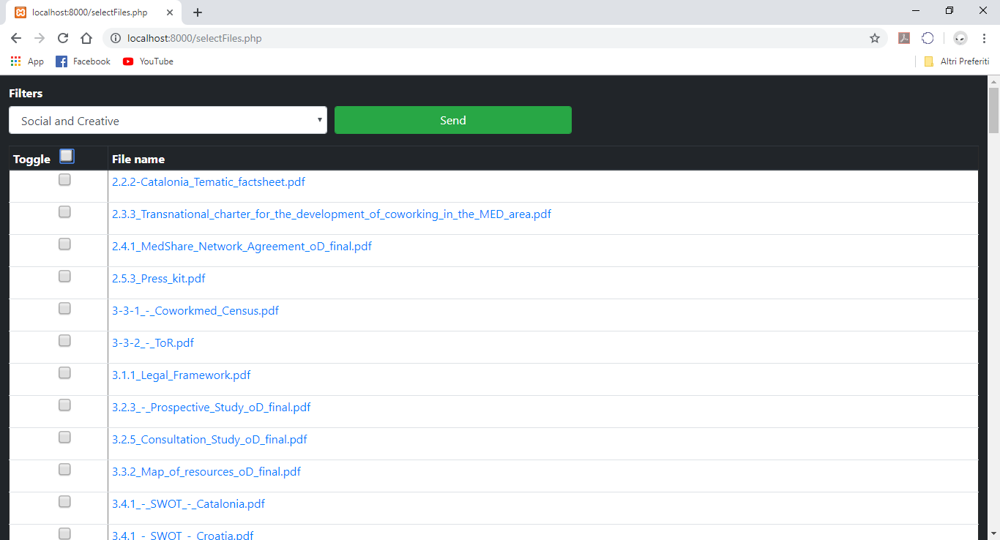 localhost:8000/selectFiles.php
localhost:8000/selectFiles.php
App Facebook YouTube Altri Preferiti
Filters
Social and Creative Send
Toggle File name
2.2.2-Catalonia_Tematic_factsheet.pdf
2.3.3_Transnational_charter_for_the_development_of_coworking_in_the_MED_area.pdf
2.4.1_MedShare_Network_Agreement_oD_final.pdf
2.5.3_Press_kit.pdf
3-3-1_-_Coworkmed_Census.pdf
3-3-2_-_ToR.pdf
3.1.1_Legal_Framework.pdf
3.2.3_-_Prospective_Study_oD_final.pdf
3.2.5_Consultation_Study_oD_final.pdf
3.3.2_Map_of_resources_oD_final.pdf
3.4.1_-_SWOT_-_Catalonia.pdf
3.4.1_-_SWOT_-_Croatia.pdf